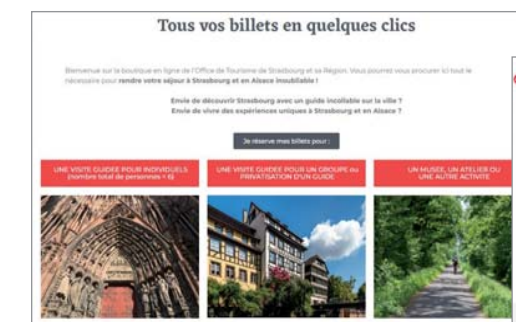 Tous vos billets en quelques clics
Bienvenue sur la boutique en ligne de l'Office de Tourisme de Strasbourg et sa Région. Vous pourrez vous procurer ici tout le
nécessaire pour rendre votre séjour à Strasbourg et en Alsace inoubliable !
Envie de découvrir Strasbourg avec un guide incollable sur la ville ?
Envie de vivre des expériences uniques à Strasbourg et en Alsace ?
Je réserve mes billets pour :
UNE VISITE GUIDEE POUR INDIVIDUELS
(nombre total de personnes < 6)
UNE VISITE GUIDEE POUR UN GROUPE ou
PRIVATISATION D'UN GUIDE
UN MUSEE, UN ATELIER OU
UNE AUTRE ACTIVITE